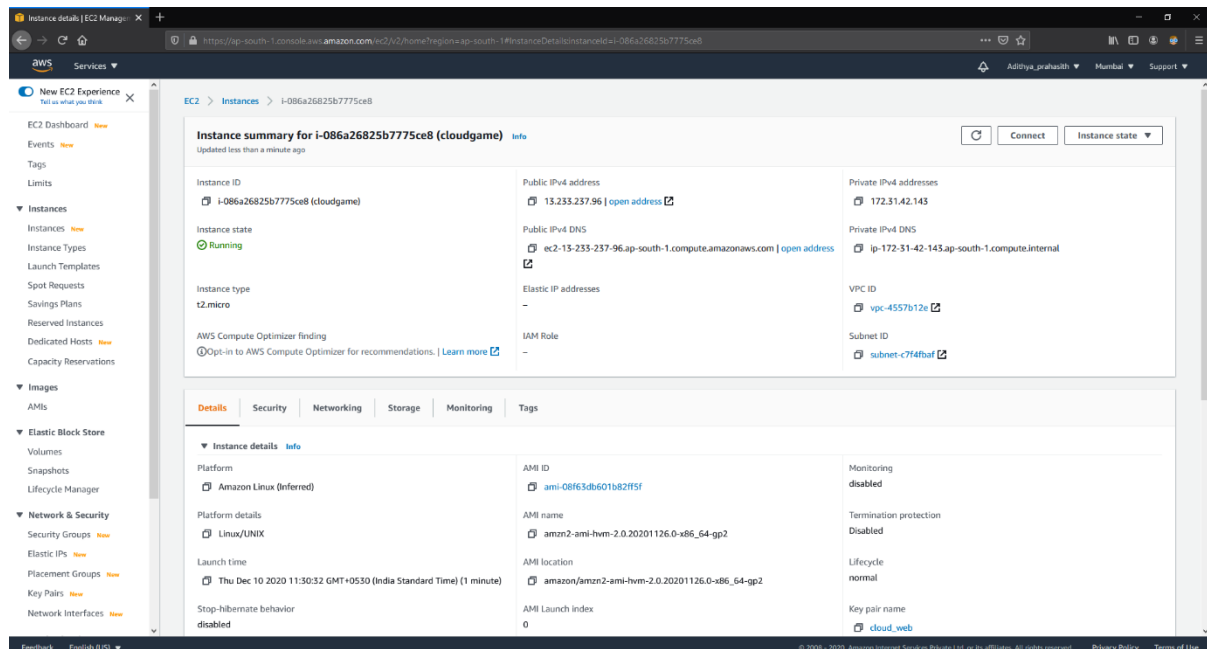 Instance details | EC2 Manager
https://ap-south-1.console.aws.amazon.com/ec2/v2/home?region=ap-south-1#InstanceDetails:instanceId=i-086a26825b7775ce8
aws Services Adithya_prahasith Mumbai Support
New EC2 Experience
Tell us what you think
EC2 Dashboard New
Events New
Tags
Limits
Instances
Instances New
Instance Types
Launch Templates
Spot Requests
Savings Plans
Reserved Instances
Dedicated Hosts New
Capacity Reservations
Images
AMIs
Elastic Block Store
Volumes
Snapshots
Lifecycle Manager
Network & Security
Security Groups New
Elastic IPs New
Placement Groups New
Key Pairs New
Network Interfaces New
EC2 > Instances > i-086a26825b7775ce8
Instance summary for i-086a26825b7775ce8 (cloudgame) Info
Updated less than a minute ago
Connect Instance state
Instance ID
i-086a26825b7775ce8 (cloudgame)
Public IPv4 address
13.233.237.96 | open address
Private IPv4 addresses
172.31.42.143
Instance state
Running
Public IPv4 DNS
ec2-13-233-237-96.ap-south-1.compute.amazonaws.com | open address
Private IPv4 DNS
ip-172-31-42-143.ap-south-1.compute.internal
Instance type
t2.micro
Elastic IP addresses
–
VPC ID
vpc-4557b12e
AWS Compute Optimizer finding
Opt-in to AWS Compute Optimizer for recommendations. | Learn more
IAM Role
–
Subnet ID
subnet-c7f4fbaf
Details Security Networking Storage Monitoring Tags
Instance details Info
Platform
Amazon Linux (Inferred)
AMI ID
ami-08f63db601b82ff5f
Monitoring
disabled
Platform details
Linux/UNIX
AMI name
amzn2-ami-hvm-2.0.20201126.0-x86_64-gp2
Termination protection
Disabled
Launch time
Thu Dec 10 2020 11:30:32 GMT+0530 (India Standard Time) (1 minute)
AMI location
amazon/amzn2-ami-hvm-2.0.20201126.0-x86_64-gp2
Lifecycle
normal
Stop-hibernate behavior
disabled
AMI Launch index
0
Key pair name
cloud_web
Feedback English (US) © 2008 - 2020, Amazon Internet Services Private Ltd. or its affiliates. All rights reserved. Privacy Policy Terms of Use